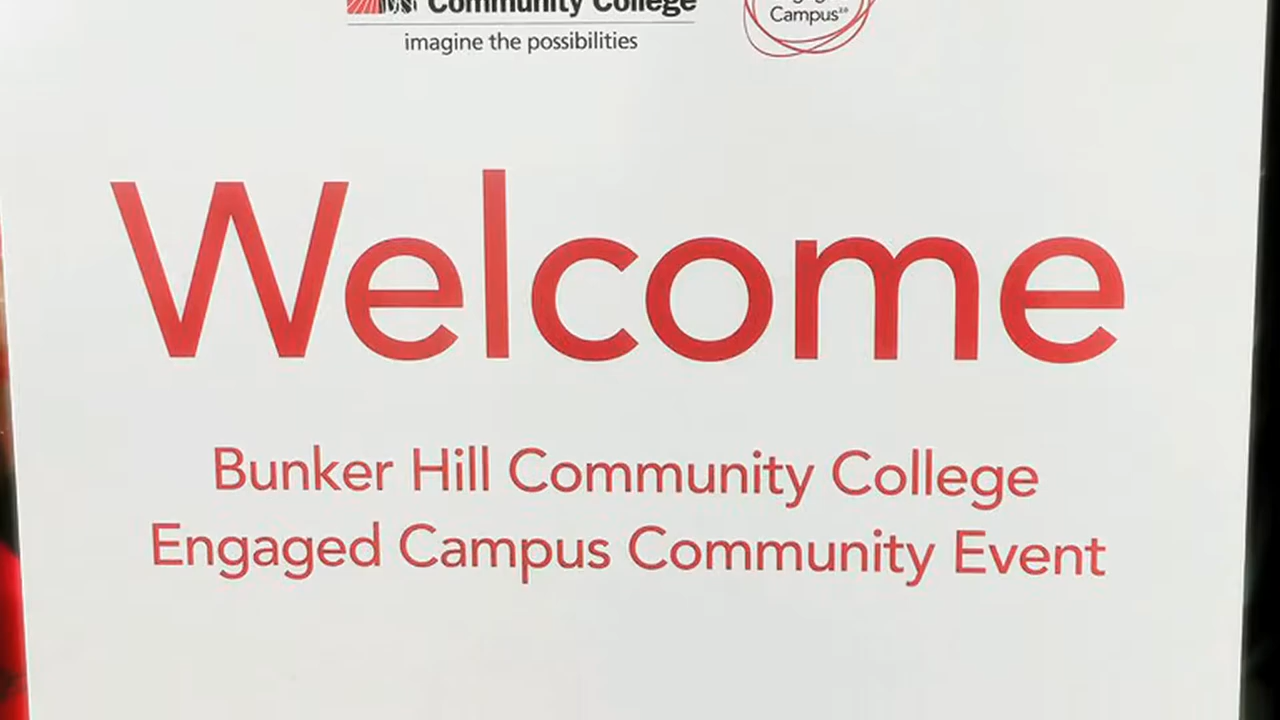 Community College
imagine the possibilities
Campus
Welcome
Bunker Hill Community College
Engaged Campus Community Event